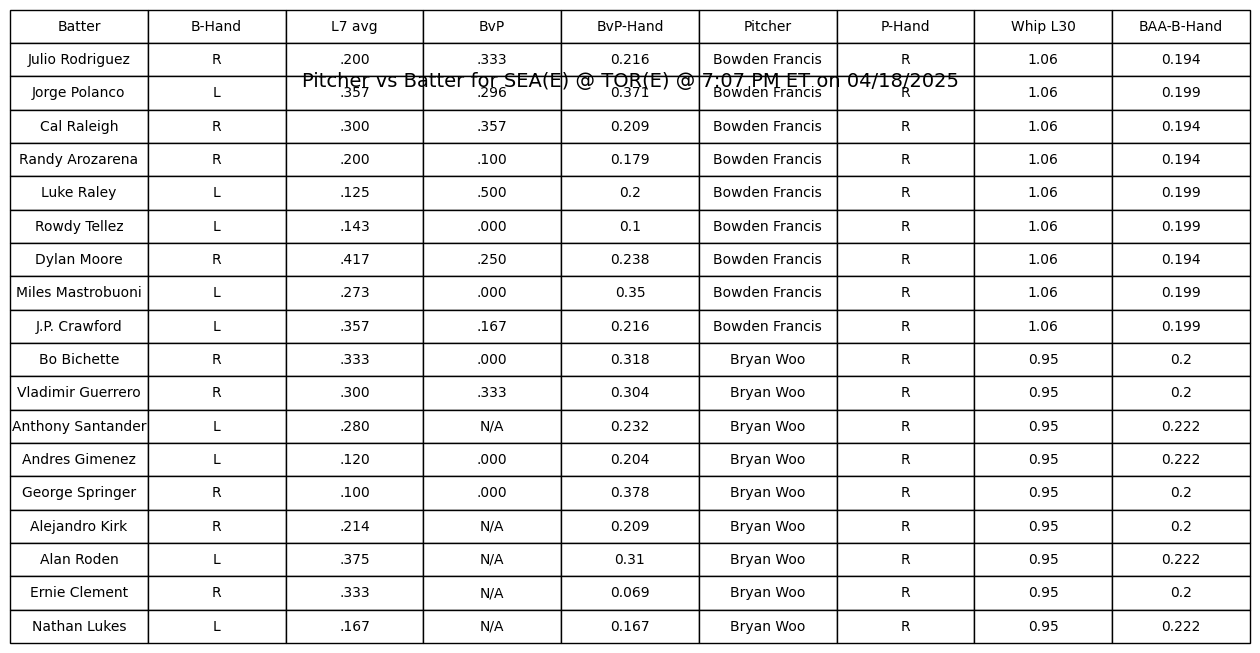 Batter B-Hand L7 avg BvP BvP-Hand Pitcher P-Hand Whip L30 BAA-B-Hand
Julio Rodriguez R .200 .333 0.216 Bowden Francis R 1.06 0.194
Pitcher vs Batter for SEA(E) @ TOR(E) @ 7:07 PM ET on 04/18/2025
Jorge Polanco L .357 .296 0.371 Bowden Francis R 1.06 0.199
Cal Raleigh R .300 .357 0.209 Bowden Francis R 1.06 0.194
Randy Arozarena R .200 .100 0.179 Bowden Francis R 1.06 0.194
Luke Raley L .125 .500 0.2 Bowden Francis R 1.06 0.199
Rowdy Tellez L .143 .000 0.1 Bowden Francis R 1.06 0.199
Dylan Moore R .417 .250 0.238 Bowden Francis R 1.06 0.194
Miles Mastrobuoni L .273 .000 0.35 Bowden Francis R 1.06 0.199
J.P. Crawford L .357 .167 0.216 Bowden Francis R 1.06 0.199
Bo Bichette R .333 .000 0.318 Bryan Woo R 0.95 0.2
Vladimir Guerrero R .300 .333 0.304 Bryan Woo R 0.95 0.2
Anthony Santander L .280 N/A 0.232 Bryan Woo R 0.95 0.222
Andres Gimenez L .120 .000 0.204 Bryan Woo R 0.95 0.222
George Springer R .100 .000 0.378 Bryan Woo R 0.95 0.2
Alejandro Kirk R .214 N/A 0.209 Bryan Woo R 0.95 0.2
Alan Roden L .375 N/A 0.31 Bryan Woo R 0.95 0.222
Ernie Clement R .333 N/A 0.069 Bryan Woo R 0.95 0.2
Nathan Lukes L .167 N/A 0.167 Bryan Woo R 0.95 0.222